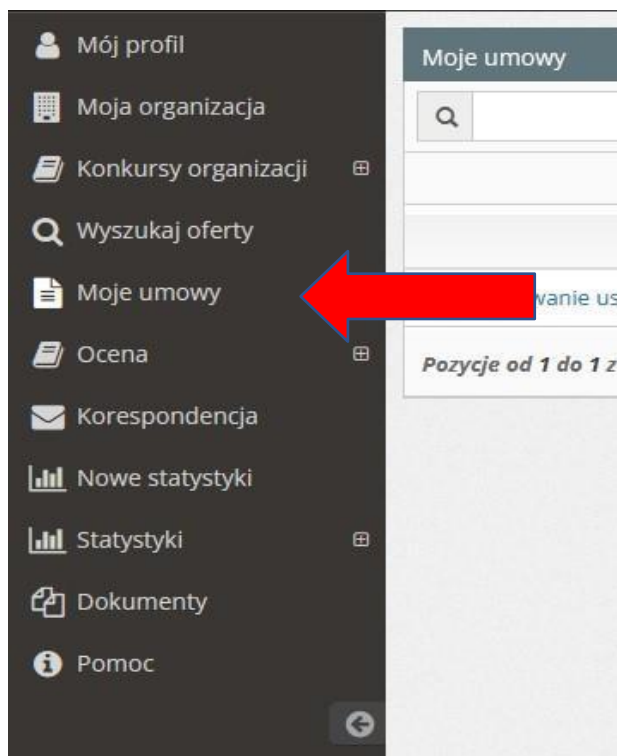 Mój profil
Moja organizacja
Konkursy organizacji
Wyszukaj oferty
Moje umowy
Ocena
Korespondencja
Nowe statystyki
Statystyki
Dokumenty
Pomoc
Moje umowy
Pozycje od 1 do 1 z